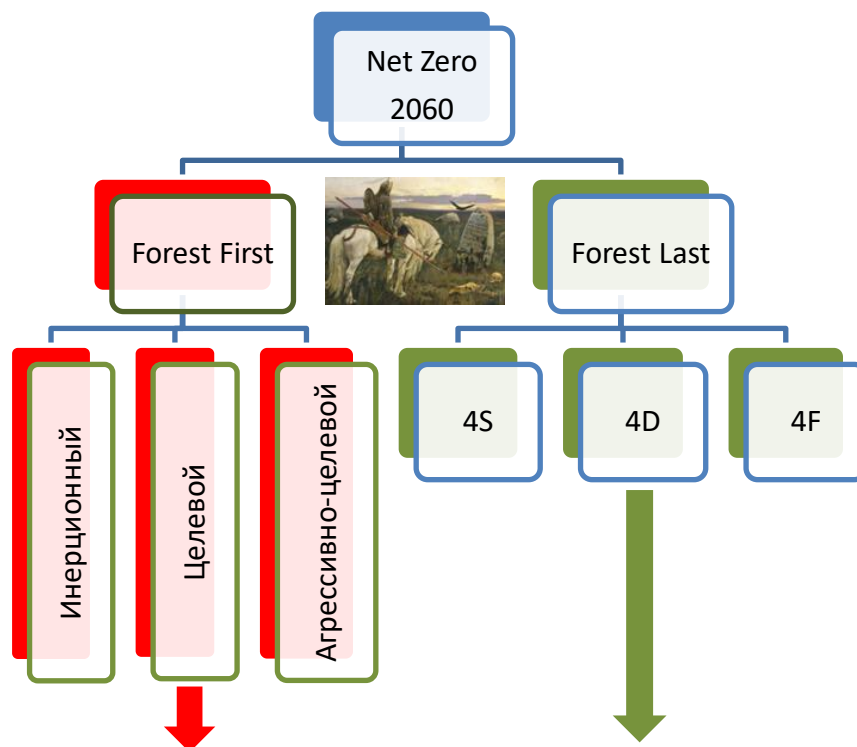 Net Zero
2060
Forest First
Forest Last
Инерционный
Целевой
Агрессивно-целевой
4S
4D
4F